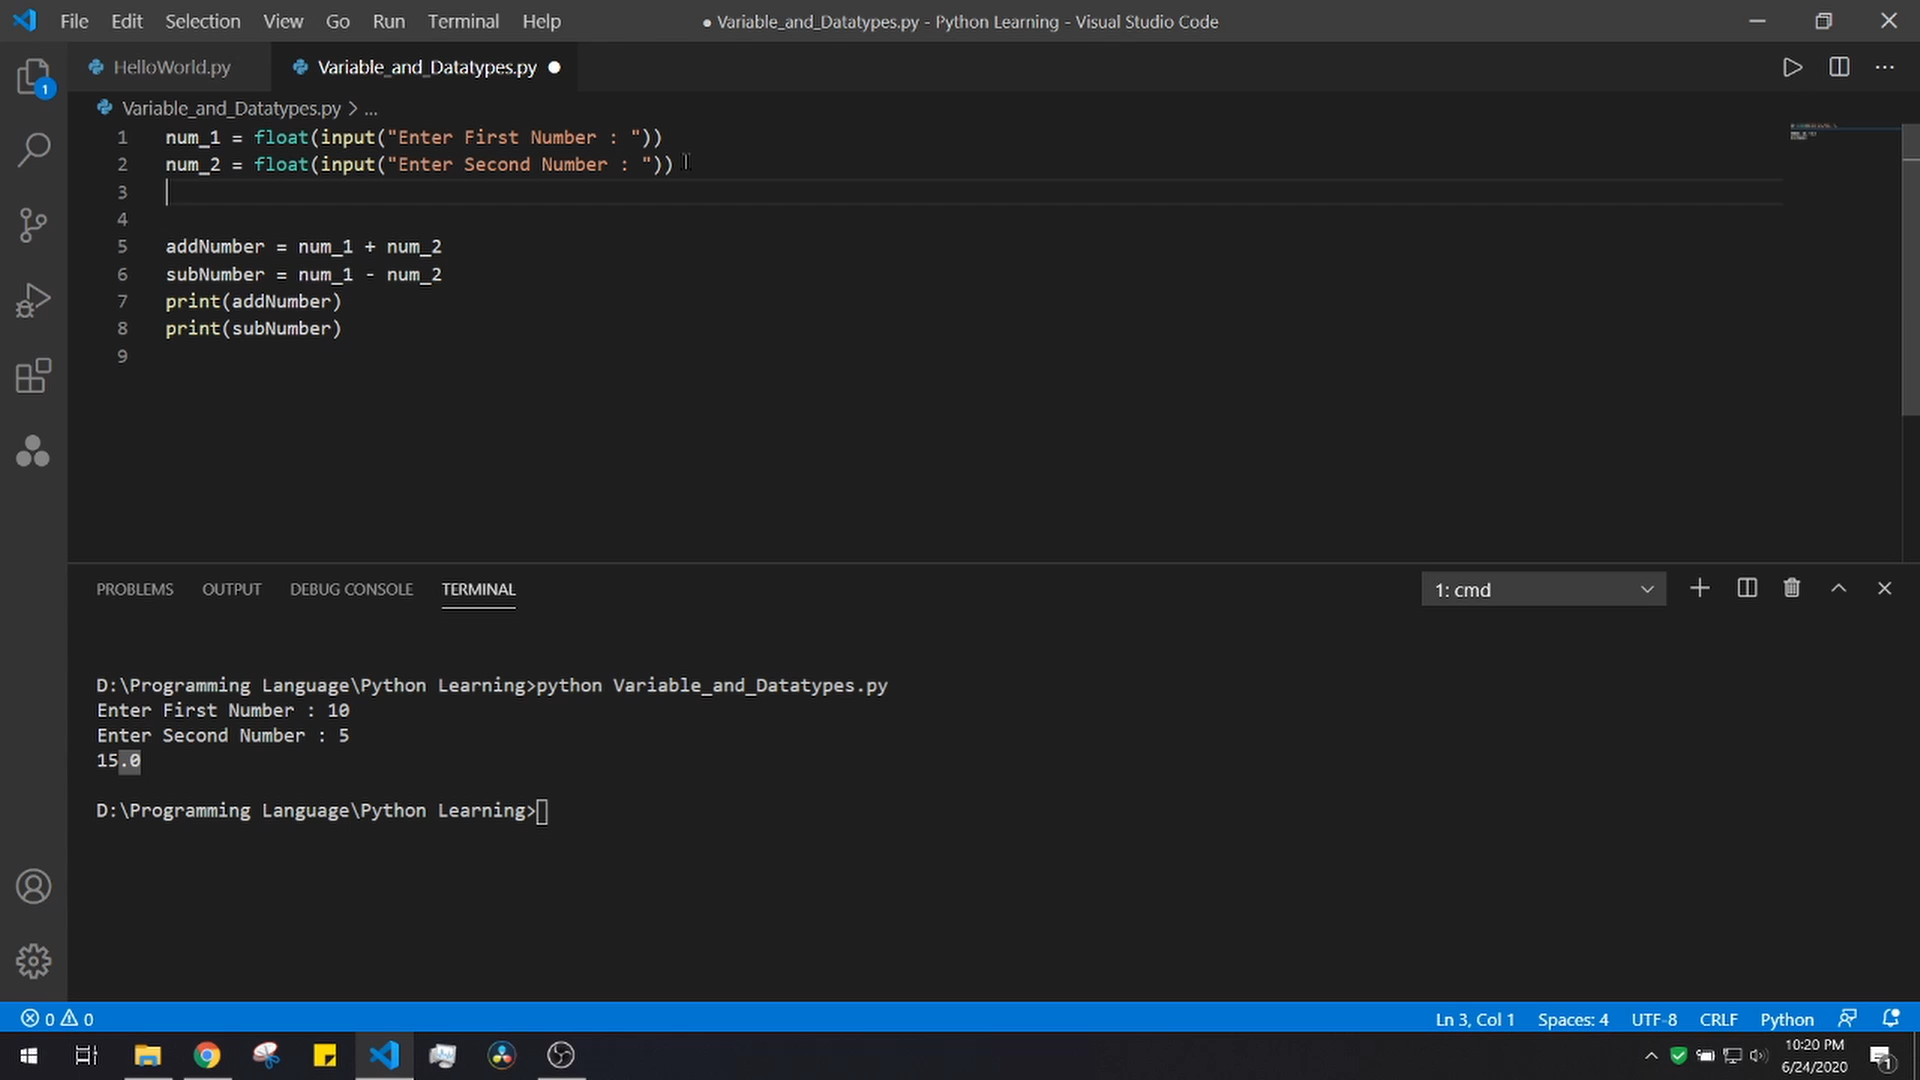 File Edit Selection View Go Run Terminal Help ● Variable_and_Datatypes.py - Python Learning - Visual Studio Code
HelloWorld.py Variable_and_Datatypes.py
1
Variable_and_Datatypes.py > ...
1 num_1 = float(input("Enter First Number : "))
2 num_2 = float(input("Enter Second Number : "))
3
4
5 addNumber = num_1 + num_2
6 subNumber = num_1 - num_2
7 print(addNumber)
8 print(subNumber)
9
PROBLEMS OUTPUT DEBUG CONSOLE TERMINAL 1: cmd
D:\Programming Language\Python Learning>python Variable_and_Datatypes.py
Enter First Number : 10
Enter Second Number : 5
15.0
D:\Programming Language\Python Learning>
0 0 Ln 3, Col 1 Spaces: 4 UTF-8 CRLF Python
10:20 PM
6/24/2020
1